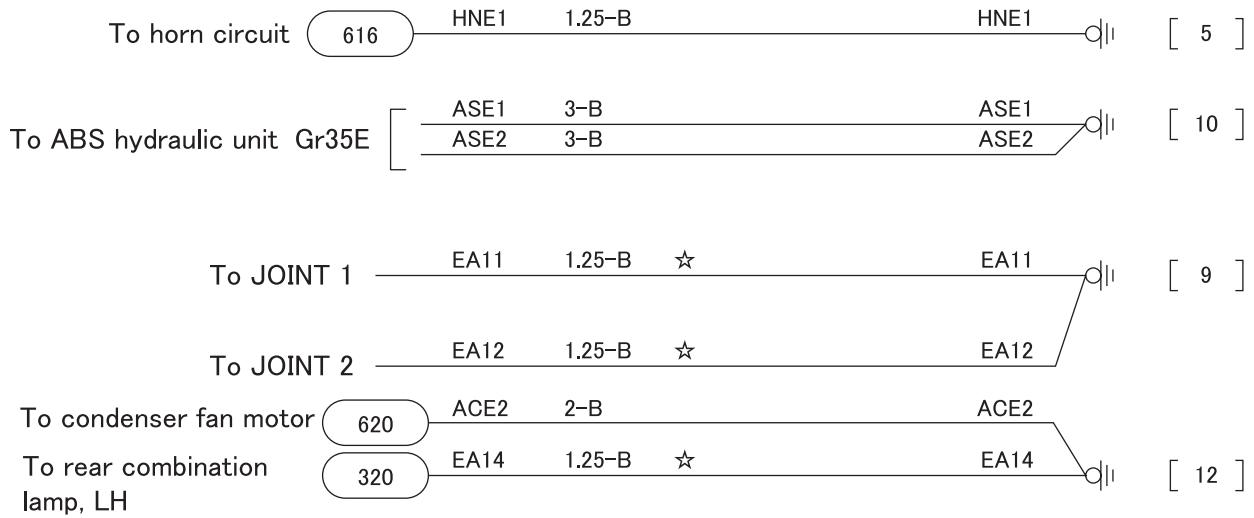 To horn circuit 616 HNE1 1.25-B HNE1 [ 5 ]
ASE1 3-B ASE1
To ABS hydraulic unit Gr35E [ 10 ]
ASE2 3-B ASE2
To JOINT 1 EA11 1.25-B ☆ EA11 [ 9 ]
To JOINT 2 EA12 1.25-B ☆ EA12
To condenser fan motor 620 ACE2 2-B ACE2
To rear combination 320 EA14 1.25-B ☆ EA14 [ 12 ]
lamp, LH